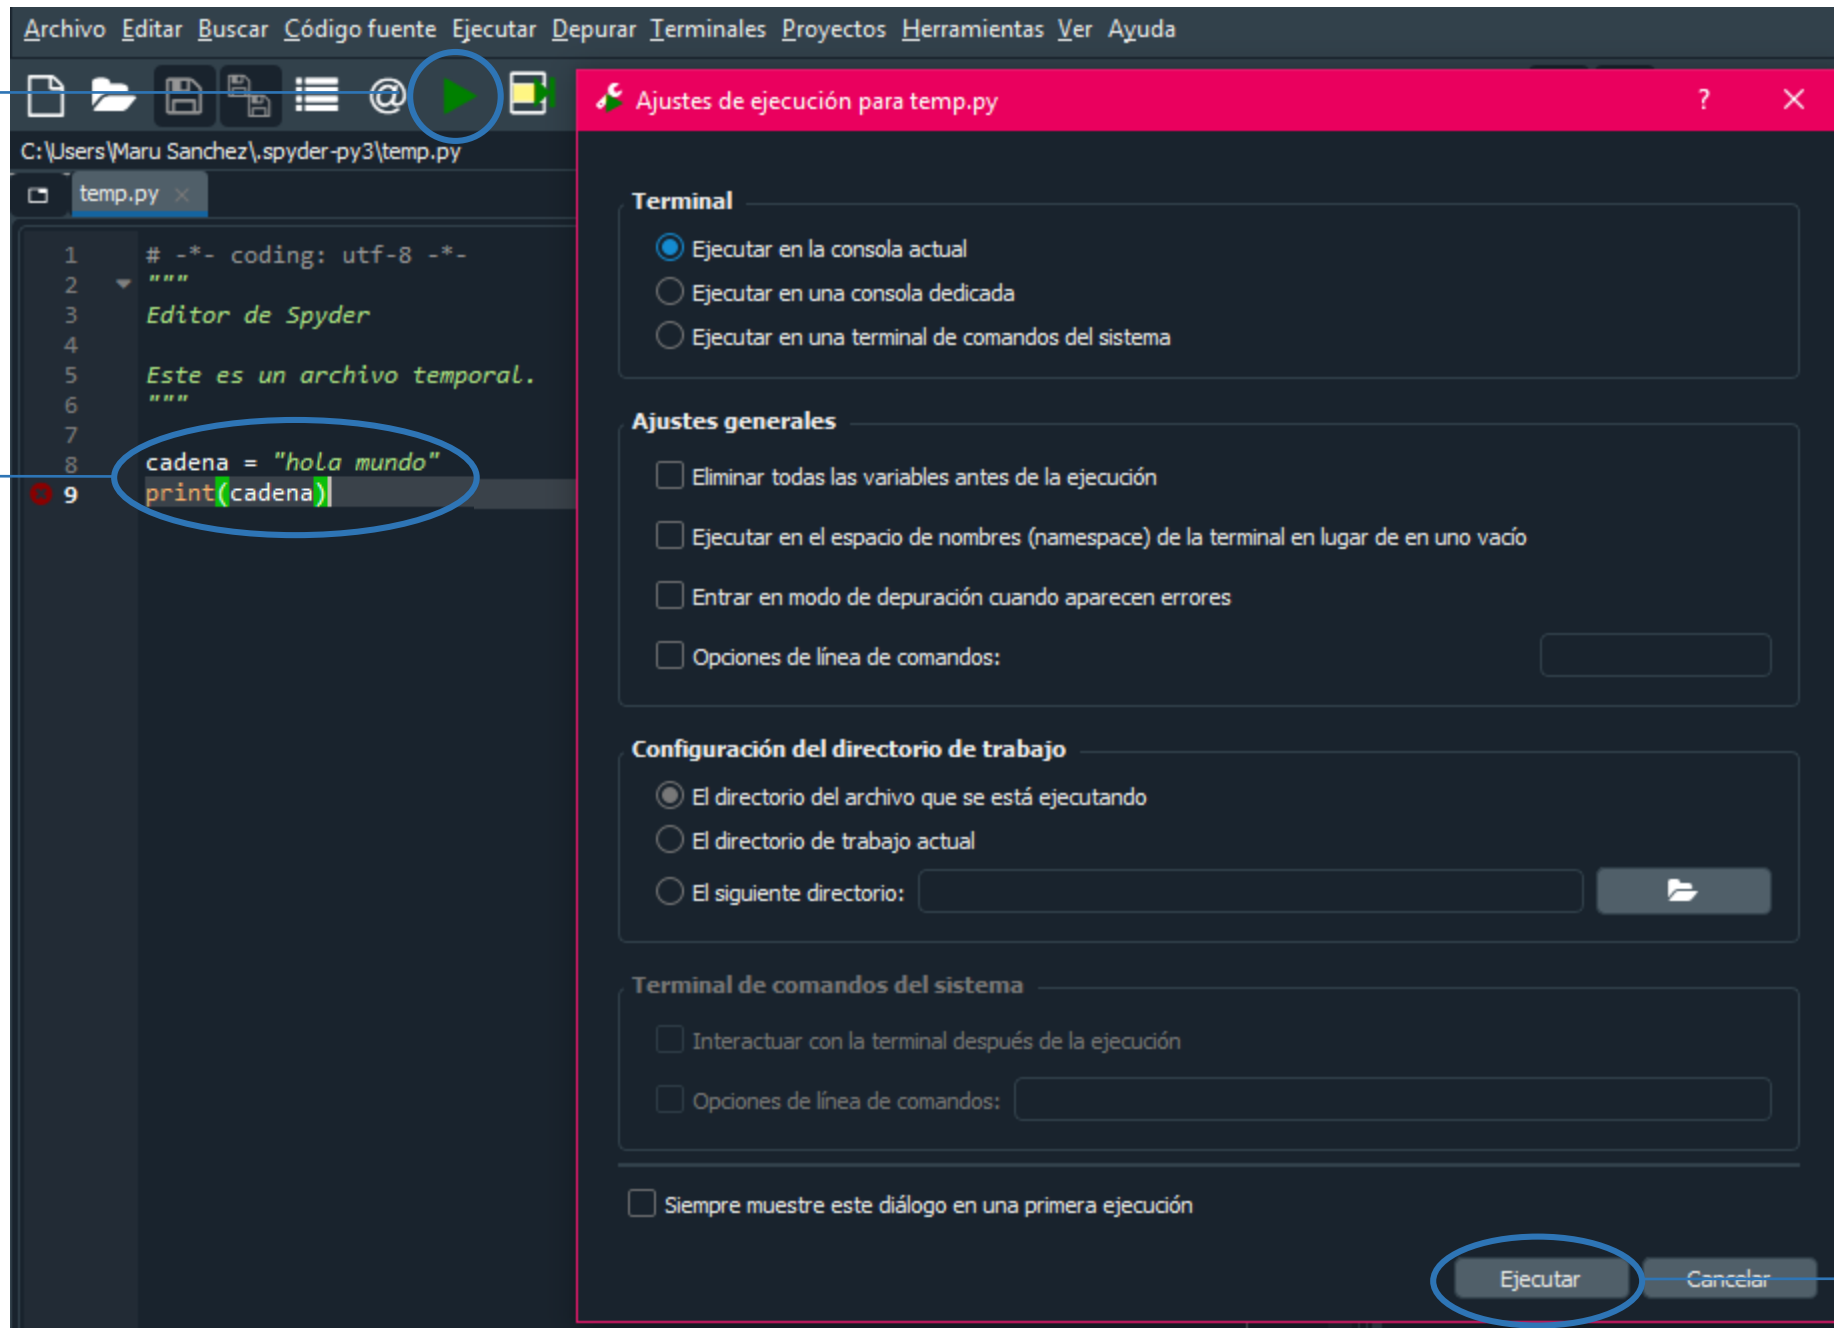 Archivo Editar Buscar Código fuente Ejecutar Depurar Terminales Proyectos Herramientas Ver Ayuda
@
C:\Users\Maru Sanchez\.spyder-py3\temp.py
temp.py
1 # -*- coding: utf-8 -*-
2 """
3 Editor de Spyder
4
5 Este es un archivo temporal.
6 """
7
8 cadena = "hola mundo"
9 print(cadena)
Ajustes de ejecución para temp.py ? ×
Terminal
Ejecutar en la consola actual
Ejecutar en una consola dedicada
Ejecutar en una terminal de comandos del sistema
Ajustes generales
Eliminar todas las variables antes de la ejecución
Ejecutar en el espacio de nombres (namespace) de la terminal en lugar de en uno vacío
Entrar en modo de depuración cuando aparecen errores
Opciones de línea de comandos:
Configuración del directorio de trabajo
El directorio del archivo que se está ejecutando
El directorio de trabajo actual
El siguiente directorio:
Terminal de comandos del sistema
Interactuar con la terminal después de la ejecución
Opciones de línea de comandos:
Siempre muestre este diálogo en una primera ejecución
Ejecutar Cancelar